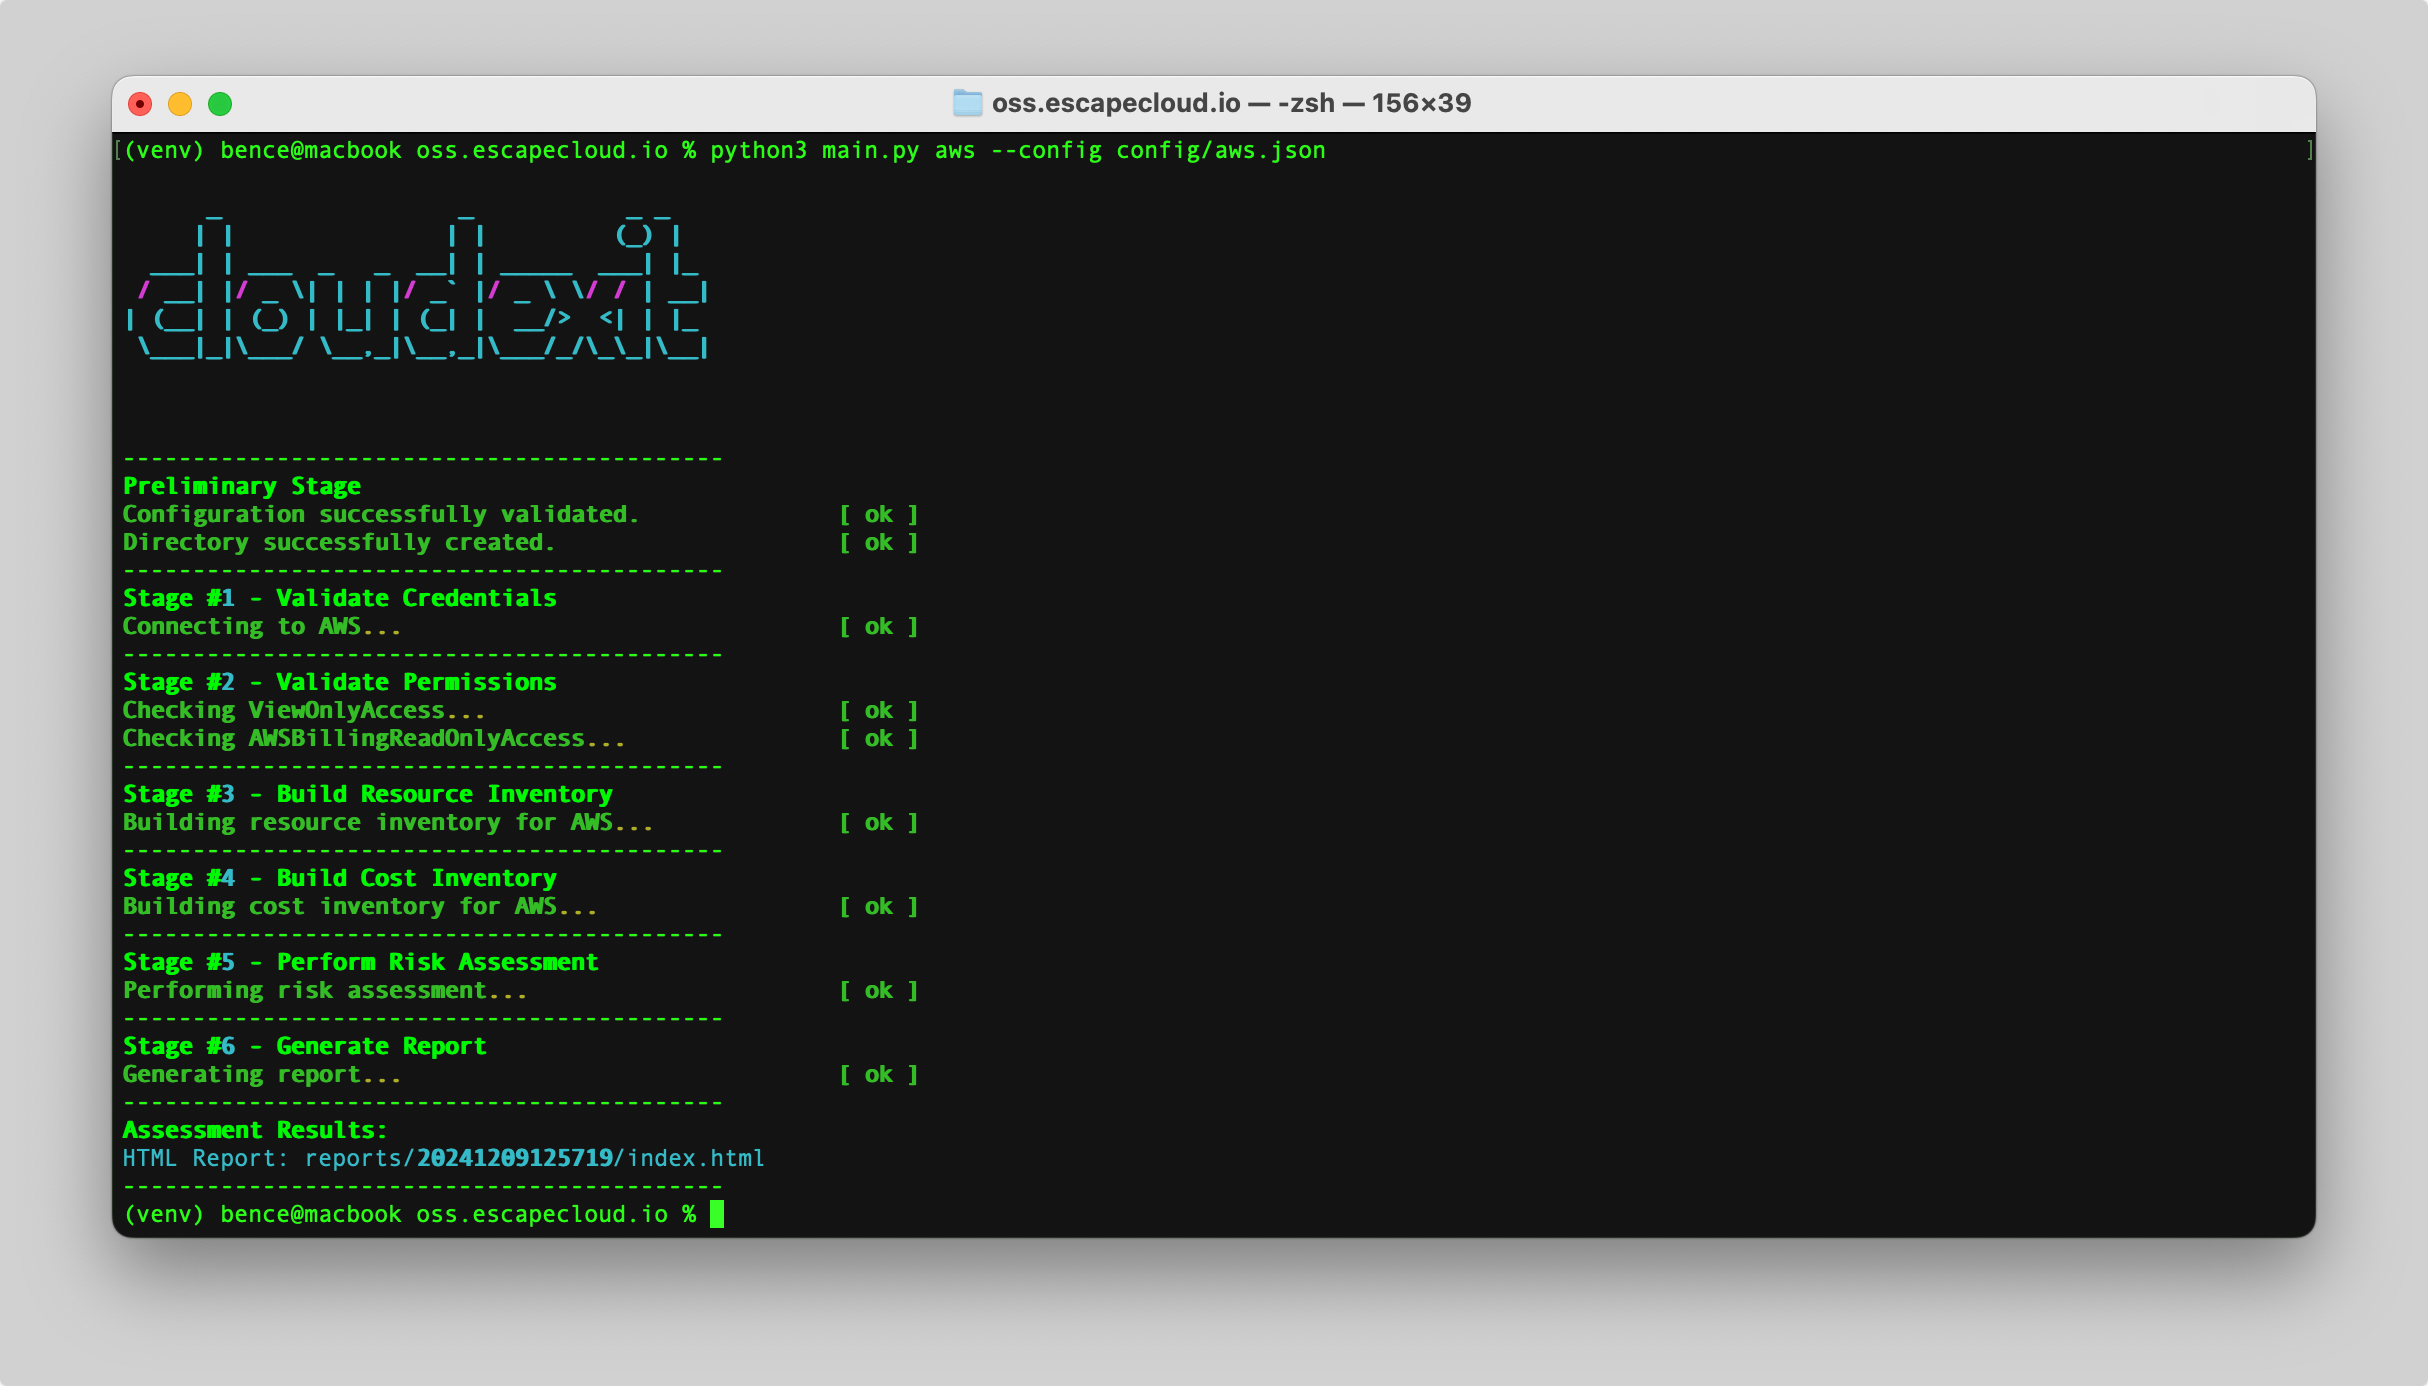 oss.escapecloud.io — -zsh — 156×39
[(venv) bence@macbook oss.escapecloud.io % python3 main.py aws --config config/aws.json ]
cloudexit
-------------------------------------------
Preliminary Stage
Configuration successfully validated. [ ok ]
Directory successfully created. [ ok ]
-------------------------------------------
Stage #1 - Validate Credentials
Connecting to AWS... [ ok ]
-------------------------------------------
Stage #2 - Validate Permissions
Checking ViewOnlyAccess... [ ok ]
Checking AWSBillingReadOnlyAccess... [ ok ]
-------------------------------------------
Stage #3 - Build Resource Inventory
Building resource inventory for AWS... [ ok ]
-------------------------------------------
Stage #4 - Build Cost Inventory
Building cost inventory for AWS... [ ok ]
-------------------------------------------
Stage #5 - Perform Risk Assessment
Performing risk assessment... [ ok ]
-------------------------------------------
Stage #6 - Generate Report
Generating report... [ ok ]
-------------------------------------------
Assessment Results:
HTML Report: reports/20241209125719/index.html
-------------------------------------------
(venv) bence@macbook oss.escapecloud.io %